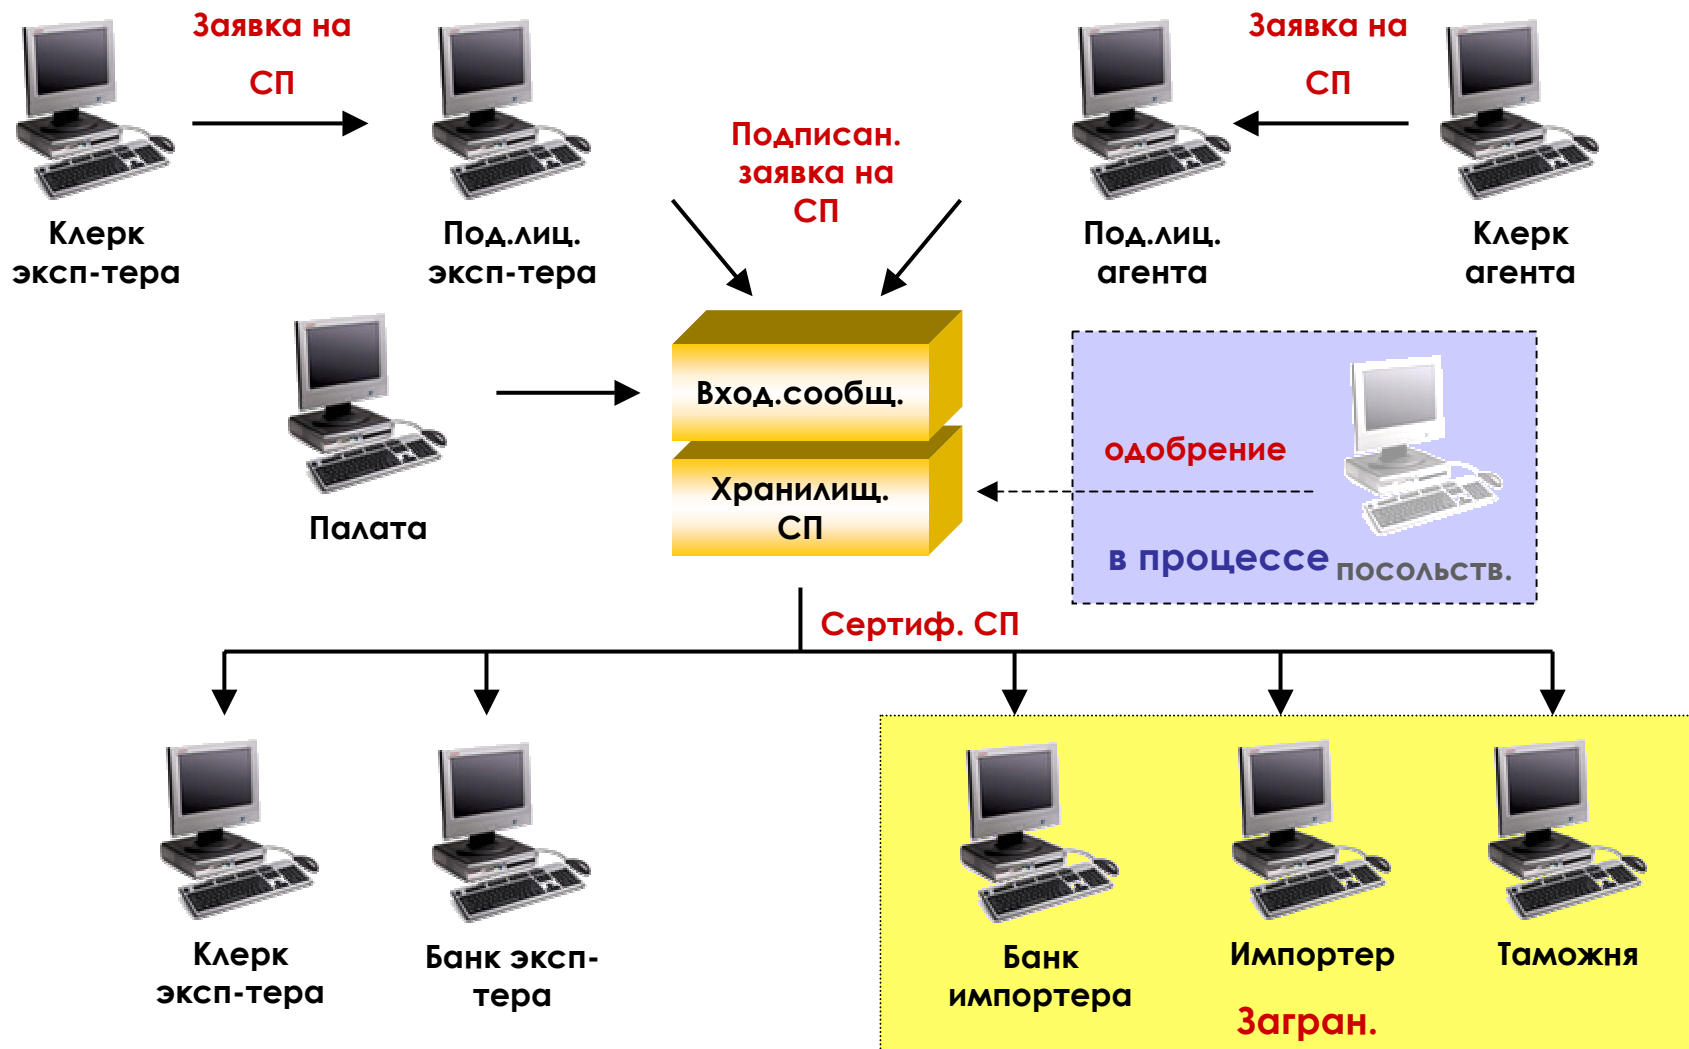 Заявка на
СП
Заявка на
СП
Подписан.
заявка на
СП
Клерк
эксп-тера
Под.лиц.
эксп-тера
Под.лиц.
агента
Клерк
агента
Вход.сообщ.
Хранилищ.
СП
Палата
одобрение
в процессе
посольств.
Сертиф. СП
Клерк
эксп-тера
Банк эксп-
тера
Банк
импортера
Импортер
Таможня
Загран.